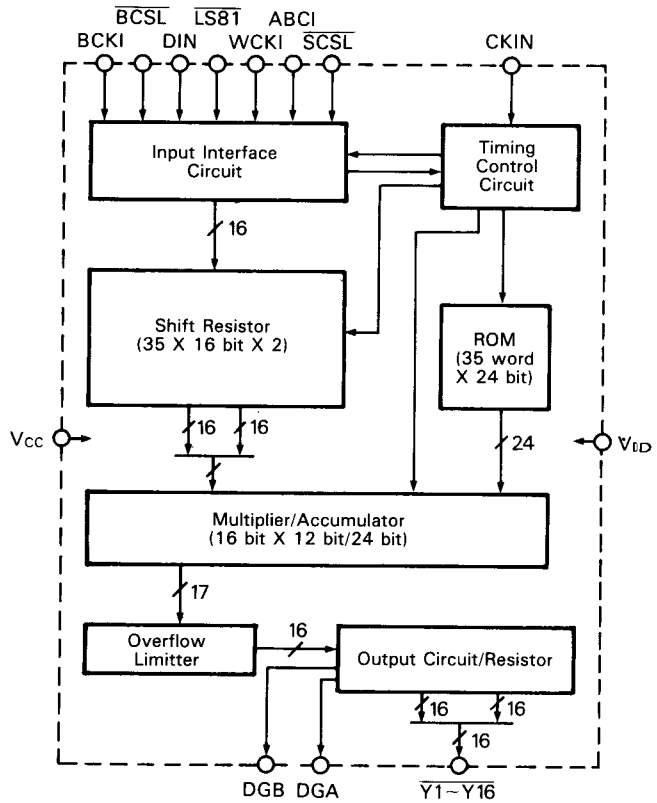 BCSL LS81 ABCI
BCKI DIN WCKI SCSL CKIN
Input Interface
Circuit
Timing
Control
Circuit
16
Shift Resistor
(35 X 16 bit X 2)
ROM
(35 word
X 24 bit)
16 16
VCC
24
VDD
Multiplier/Accumulator
(16 bit X 12 bit/24 bit)
17
Overflow
Limitter
16
Output Circuit/Resistor
16 16
16
DGB DGA Y1~Y16